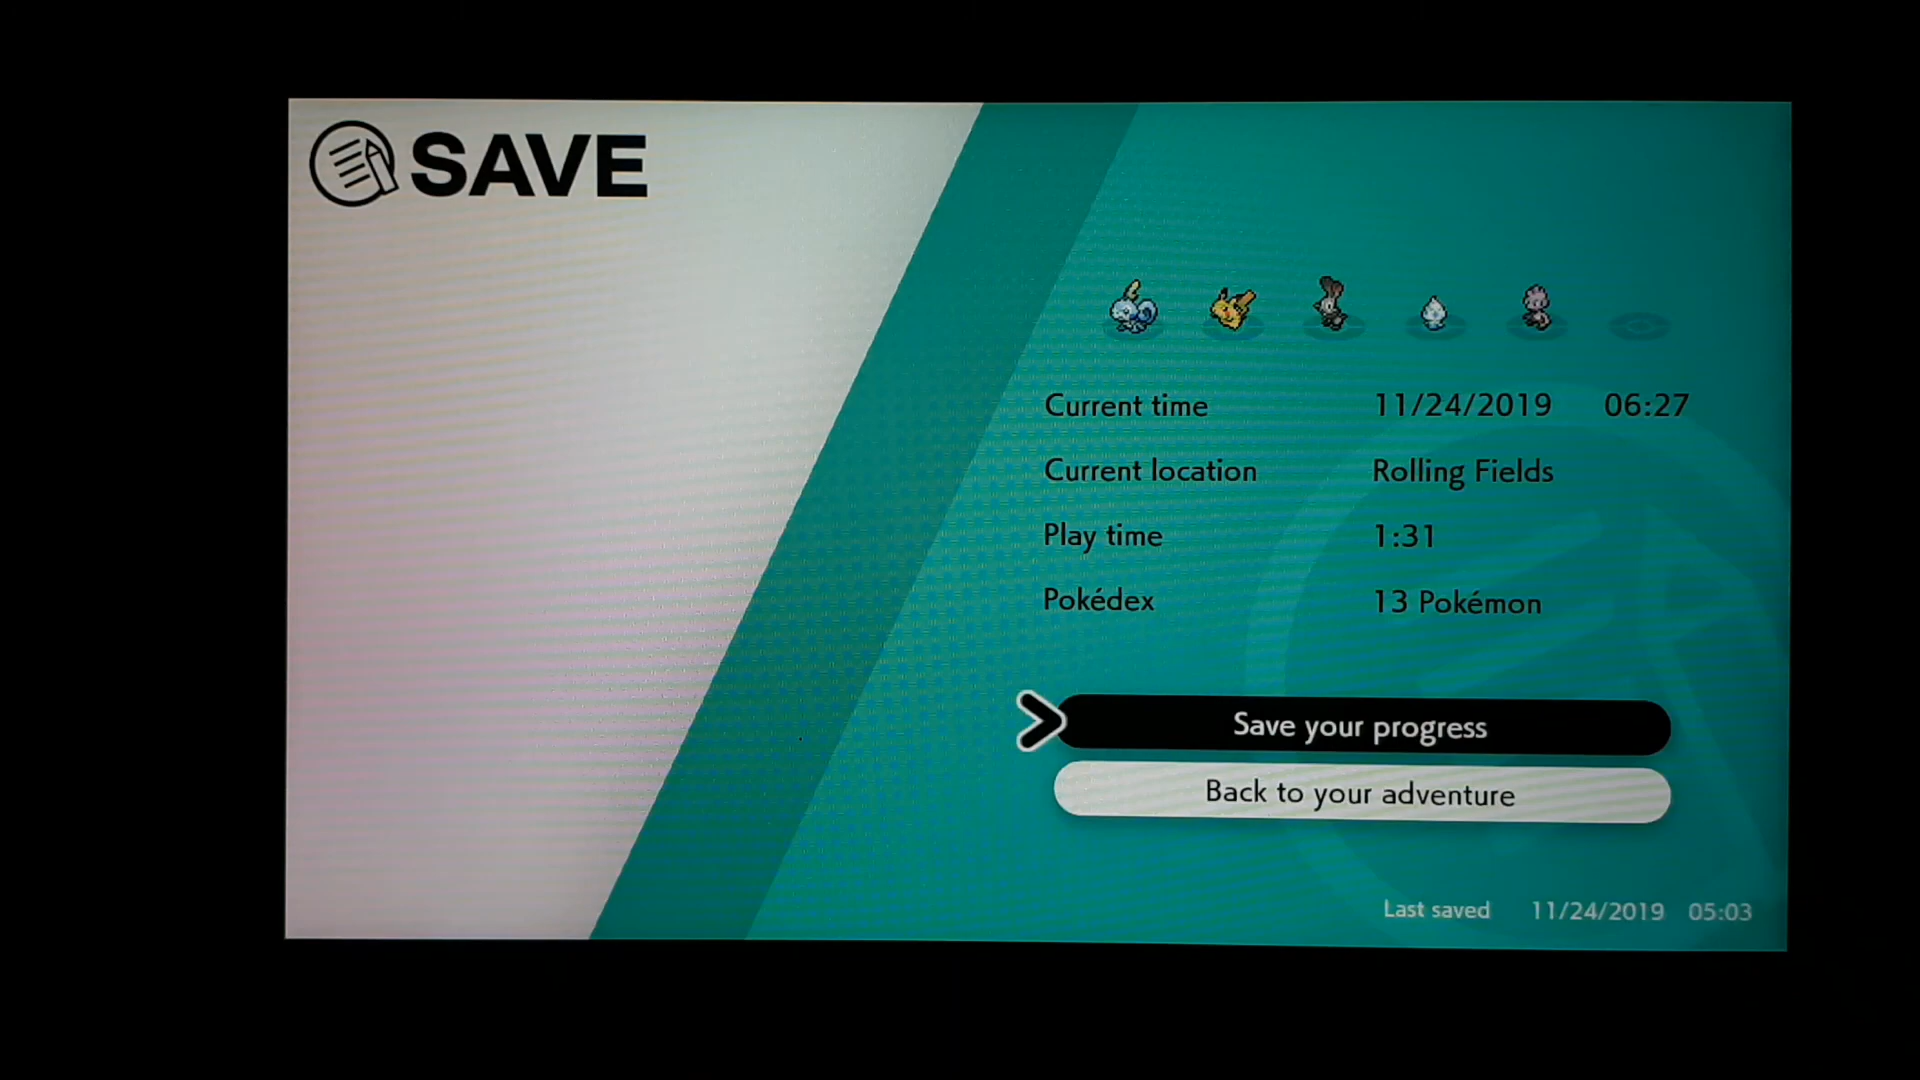 SAVE
Current time 11/24/2019 06:27
Current location Rolling Fields
Play time 1:31
Pokédex 13 Pokémon
Save your progress
Back to your adventure
Last saved 11/24/2019 05:03